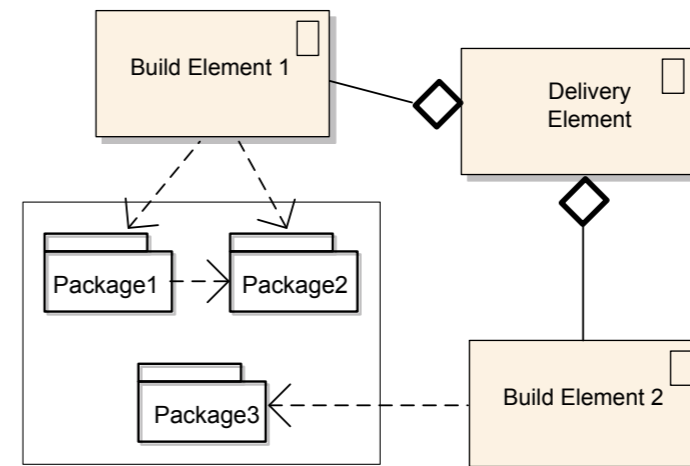 Build Element 1
Delivery
Element
Package1
Package2
Package3
Build Element 2